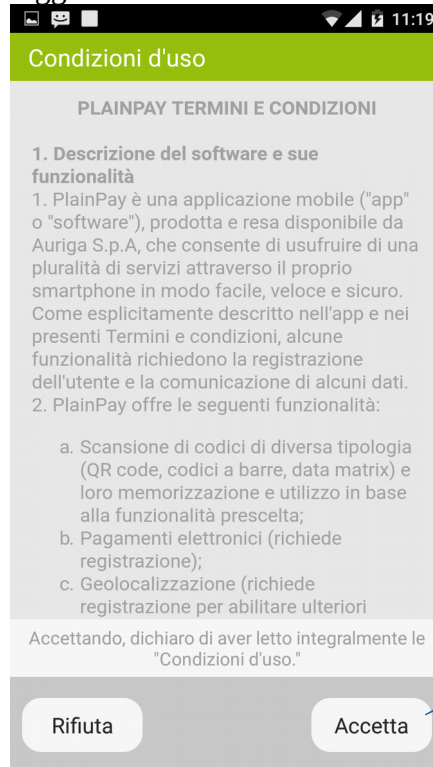 11:19
Condizioni d'uso
PLAINPAY TERMINI E CONDIZIONI
1. Descrizione del software e sue
funzionalità
1. PlainPay è una applicazione mobile ("app"
o "software"), prodotta e resa disponibile da
Auriga S.p.A, che consente di usufruire di una
pluralità di servizi attraverso il proprio
smartphone in modo facile, veloce e sicuro.
Come esplicitamente descritto nell'app e nei
presenti Termini e condizioni, alcune
funzionalità richiedono la registrazione
dell'utente e la comunicazione di alcuni dati.
2. PlainPay offre le seguenti funzionalità:
a. Scansione di codici di diversa tipologia
(QR code, codici a barre, data matrix) e
loro memorizzazione e utilizzo in base
alla funzionalità prescelta;
b. Pagamenti elettronici (richiede
registrazione);
c. Geolocalizzazione (richiede
registrazione per abilitare ulteriori
Accettando, dichiaro di aver letto integralmente le
"Condizioni d'uso."
Rifiuta
Accetta